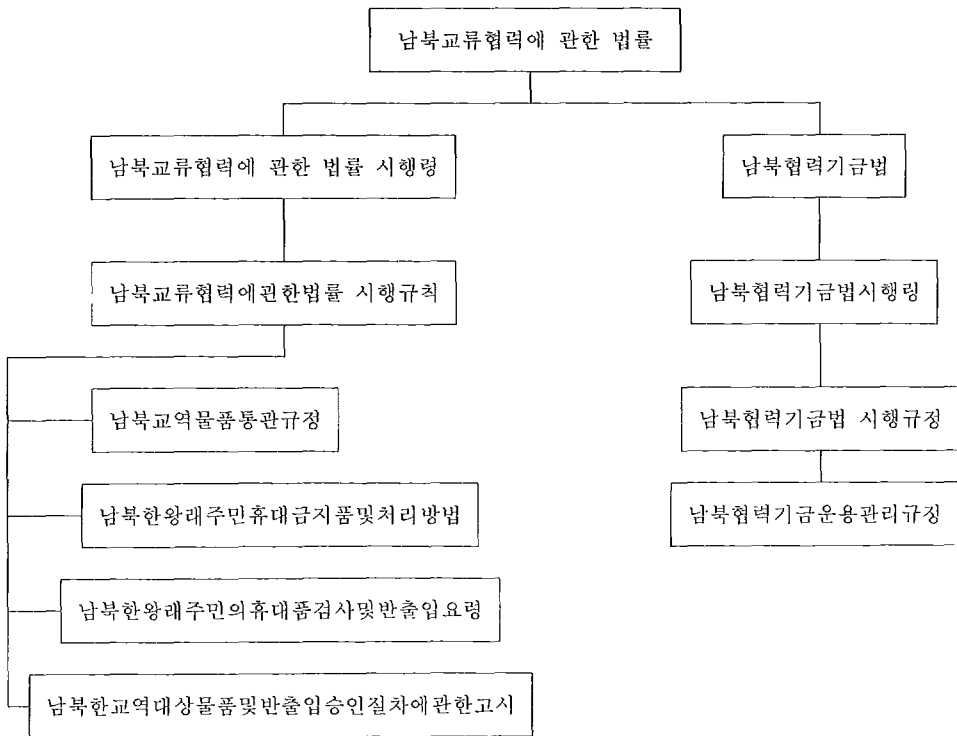 남북교류협력에 관한 법률
남북교류협력에 관한 법률 시행령
남북협력기금법
남북교류협력에관한법률 시행규칙
남북협력기금법시행령
남북교역물품통관규정
남북협력기금법 시행규정
남북한왕래주민휴대금지품및처리방법
남북협력기금운용관리규정
남북한왕래주민의휴대품검사및반출입요령
남북한교역대상물품및반출입승인절차에관한고시